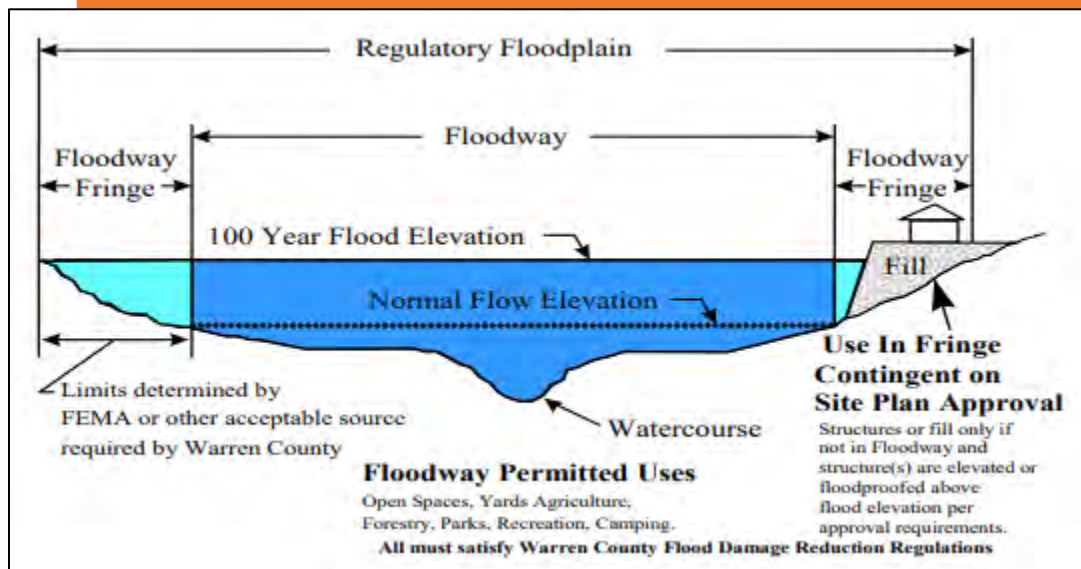 Regulatory Floodplain
Floodway
Floodway
Fringe
Floodway
Fringe
100 Year Flood Elevation
Fill
Normal Flow Elevation
Limits determined by
FEMA or other acceptable source
required by Warren County
Watercourse
Use In Fringe
Contingent on
Site Plan Approval
Structures or fill only if
not in Floodway and
structure(s) are elevated or
floodproofed above
flood elevation per
approval requirements.
Floodway Permitted Uses
Open Spaces, Yards Agriculture,
Forestry, Parks, Recreation, Camping.
All must satisfy Warren County Flood Damage Reduction Regulations